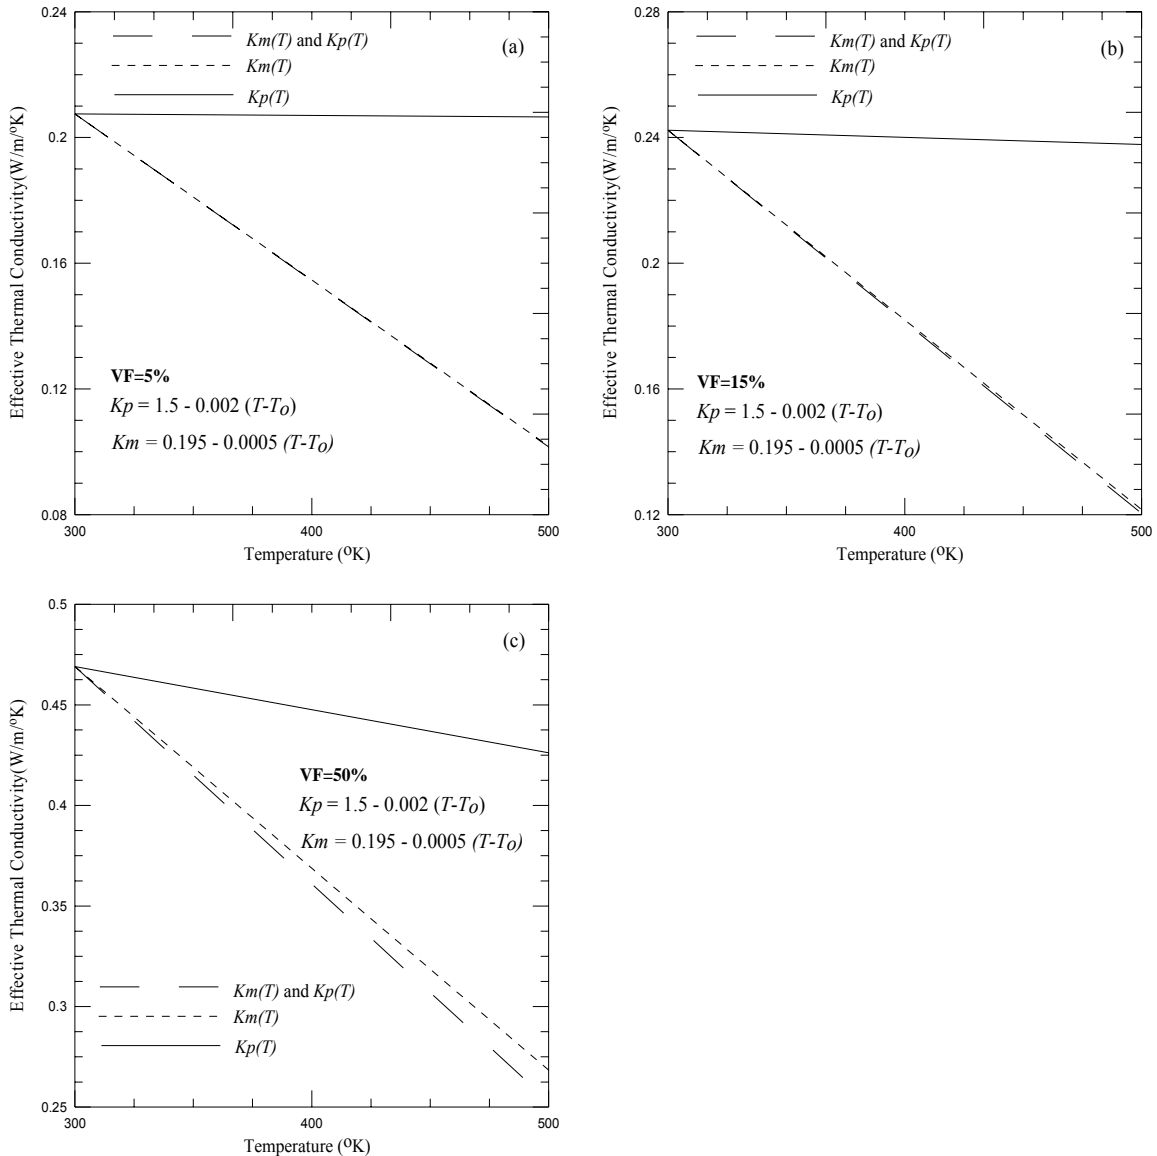 0.24
0.2
0.16
0.12
0.08
300
400
500
Effective Thermal Conductivity(W/m/ºK)
Temperature (ºK)
Km(T) and Kp(T)
Km(T)
Kp(T)
(a)
VF=5%
Kp = 1.5 - 0.002 (T-To)
Km = 0.195 - 0.0005 (T-To)
0.28
0.24
0.2
0.16
0.12
300
400
500
Effective Thermal Conductivity(W/m/ºK)
Temperature (ºK)
Km(T) and Kp(T)
Km(T)
Kp(T)
(b)
VF=15%
Kp = 1.5 - 0.002 (T-To)
Km = 0.195 - 0.0005 (T-To)
0.5
0.45
0.4
0.35
0.3
0.25
300
400
500
Effective Thermal Conductivity(W/m/ºK)
Temperature (ºK)
(c)
VF=50%
Kp = 1.5 - 0.002 (T-To)
Km = 0.195 - 0.0005 (T-To)
Km(T) and Kp(T)
Km(T)
Kp(T)